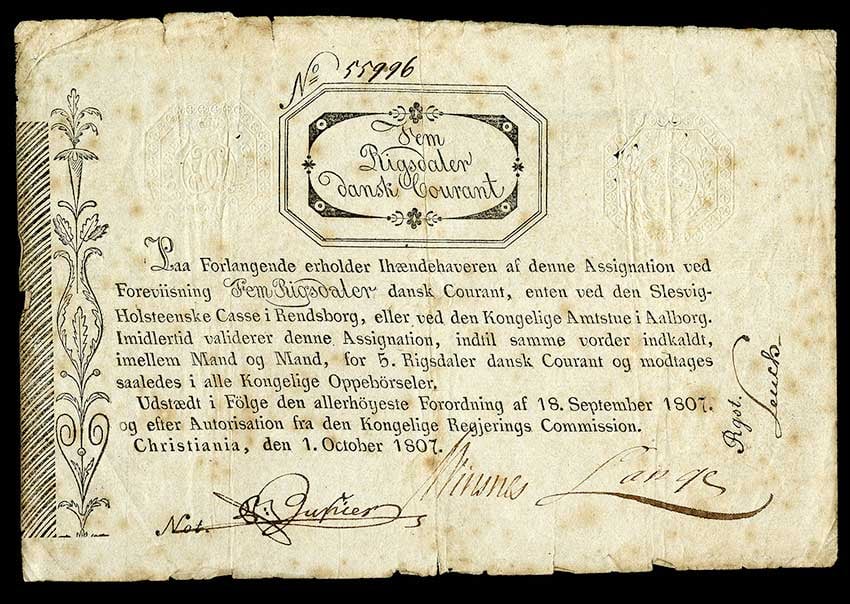 No 55996
Fem
Rigsdaler
dansk Courant
Paa Forlangende erholder Ihændehaveren af denne Assignation ved
Foreviisning Fem Rigsdaler dansk Courant, enten ved den Slesvig-
Holsteenske Casse i Rendsborg, eller ved den Kongelige Amtstue i Aalborg.
Imidlertid validerer denne Assignation, indtil samme vorder indkaldt,
imellem Mand og Mand, for 5. Rigsdaler dansk Courant og modtages
saaledes i alle Kongelige Oppebörseler.
Udstædt i Fölge den allerhöyeste Forordning af 18. September 1807.
og efter Autorisation fra den Kongelige Regjerings Commission.
Christiania, den 1. October 1807.
Not.
Winsnes
Lange
Rgst.